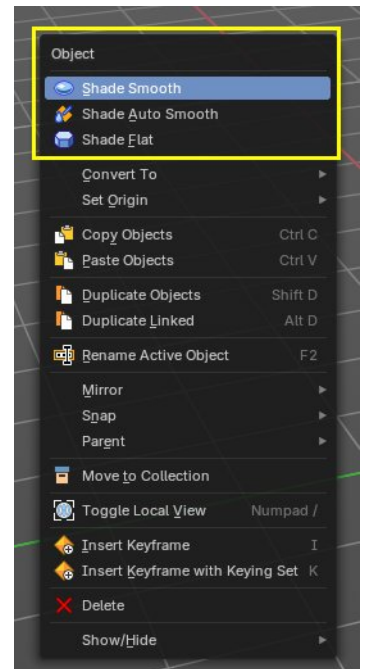 Object
Shade Smooth
Shade Auto Smooth
Shade Flat
Convert To
Set Origin
Copy Objects Ctrl C
Paste Objects Ctrl V
Duplicate Objects Shift D
Duplicate Linked Alt D
Rename Active Object F2
Mirror
Snap
Parent
Move to Collection
Toggle Local View Numpad /
Insert Keyframe I
Insert Keyframe with Keying Set K
Delete
Show/Hide